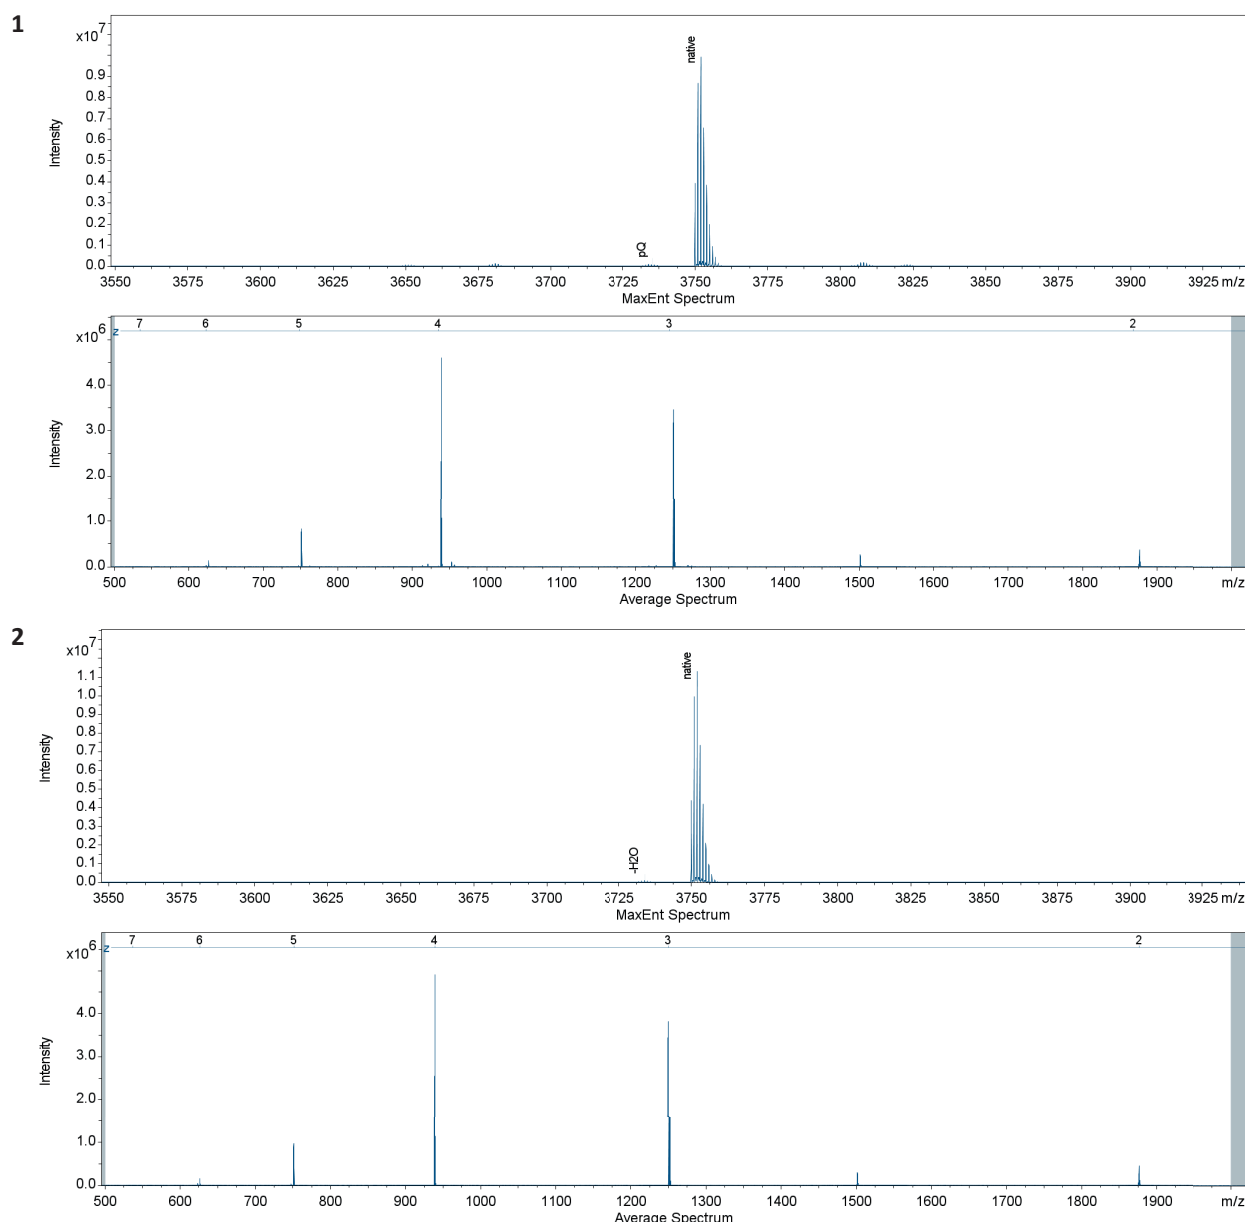 1
x10⁷
native
0.9
0.8
0.7
0.6
0.5
0.4
0.3
0.2
0.1
0.0
pQ
Intensity
3550 3575 3600 3625 3650 3675 3700 3725 3750 3775 3800 3825 3850 3875 3900 3925 m/z
MaxEnt Spectrum
7 6 5 4 3 2
z
x10⁶
4.0
3.0
2.0
1.0
0.0
Intensity
500 600 700 800 900 1000 1100 1200 1300 1400 1500 1600 1700 1800 1900 m/z
Average Spectrum
2
x10⁷
native
1.1
1.0
0.9
0.8
0.7
0.6
0.5
0.4
0.3
0.2
0.1
0.0
-H2O
Intensity
3550 3575 3600 3625 3650 3675 3700 3725 3750 3775 3800 3825 3850 3875 3900 3925 m/z
MaxEnt Spectrum
7 6 5 4 3 2
z
x10⁶
4.0
3.0
2.0
1.0
0.0
Intensity
500 600 700 800 900 1000 1100 1200 1300 1400 1500 1600 1700 1800 1900 m/z
Average Spectrum